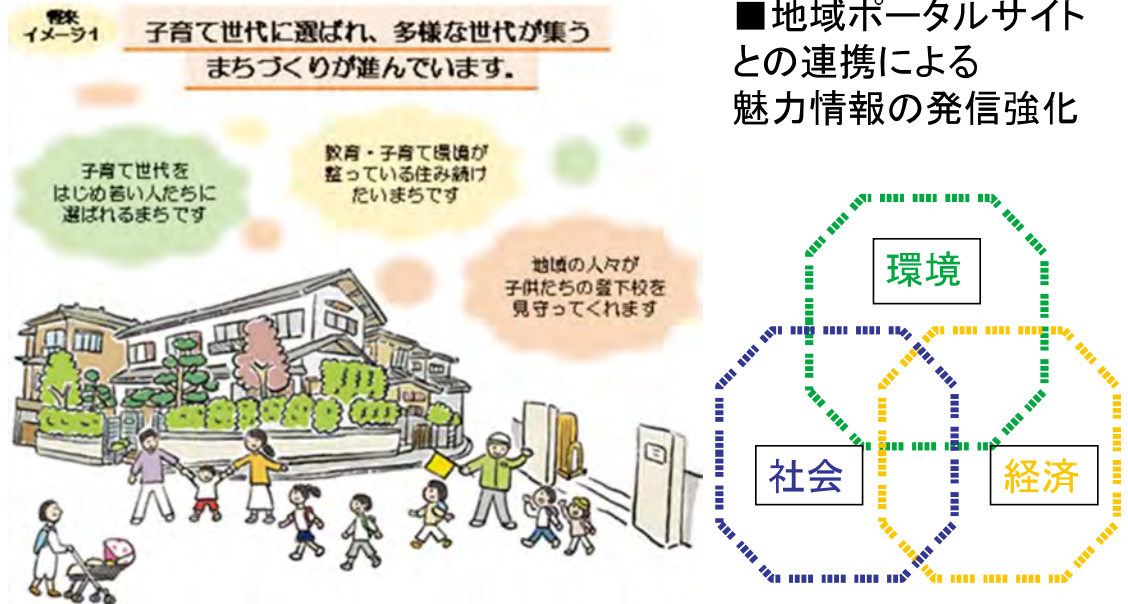 将来
イメージ1
子育て世代に選ばれ、多様な世代が集う
まちづくりが進んでいます。
子育て世代を
はじめ若い人たちに
選ばれるまちです
教育・子育て環境が
整っている住み続け
たいまちです
地域の人々が
子供たちの登下校を
見守ってくれます
■地域ポータルサイト
との連携による
魅力情報の発信強化
環境
社会
経済